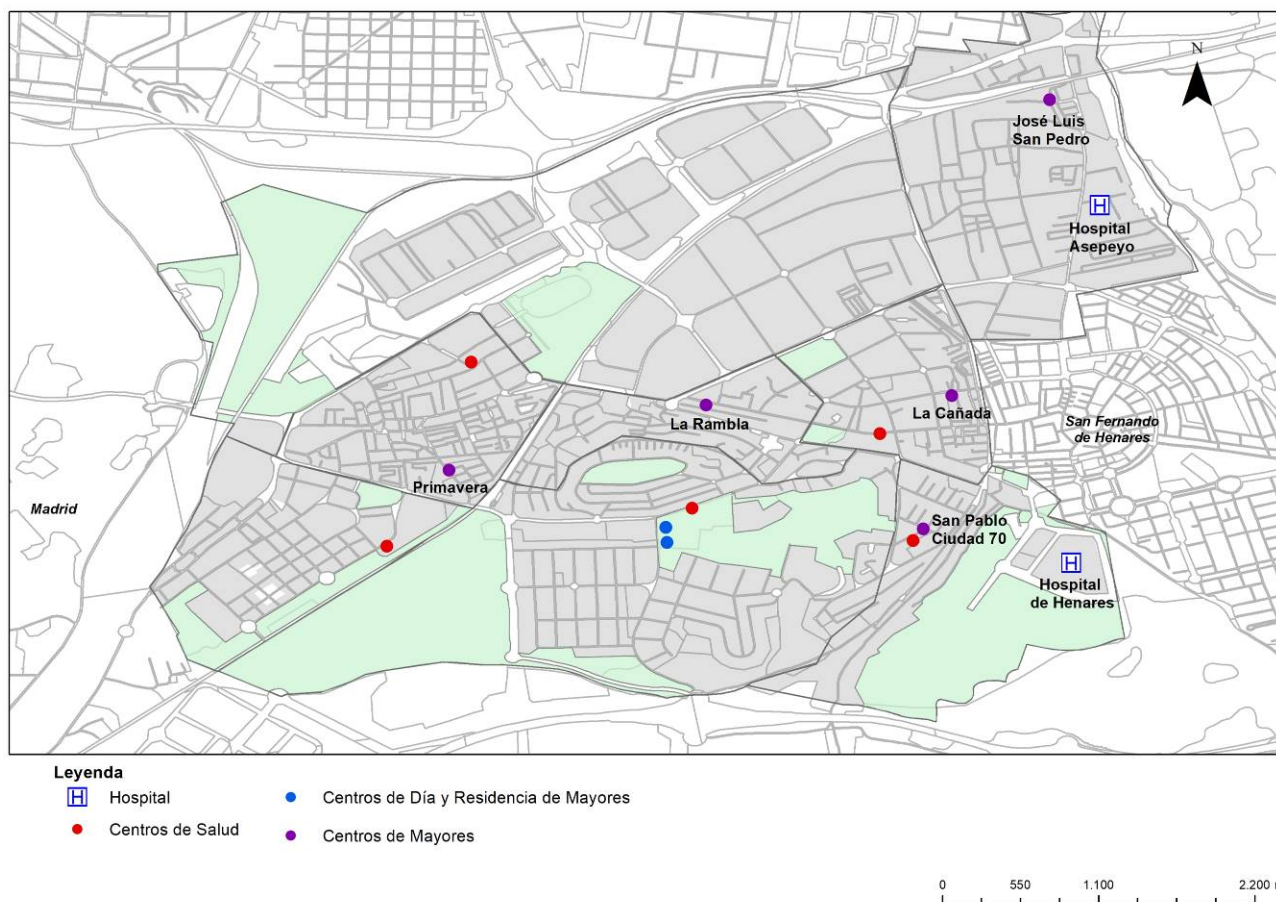 N
José Luis
San Pedro
H
Hospital
Asepeyo
La Rambla
La Cañada
San Fernando
de Henares
Primavera
Madrid
San Pablo
Ciudad 70
H
Hospital
de Henares
Leyenda
H Hospital
Centros de Día y Residencia de Mayores
Centros de Salud
Centros de Mayores
0 550 1.100 2.200